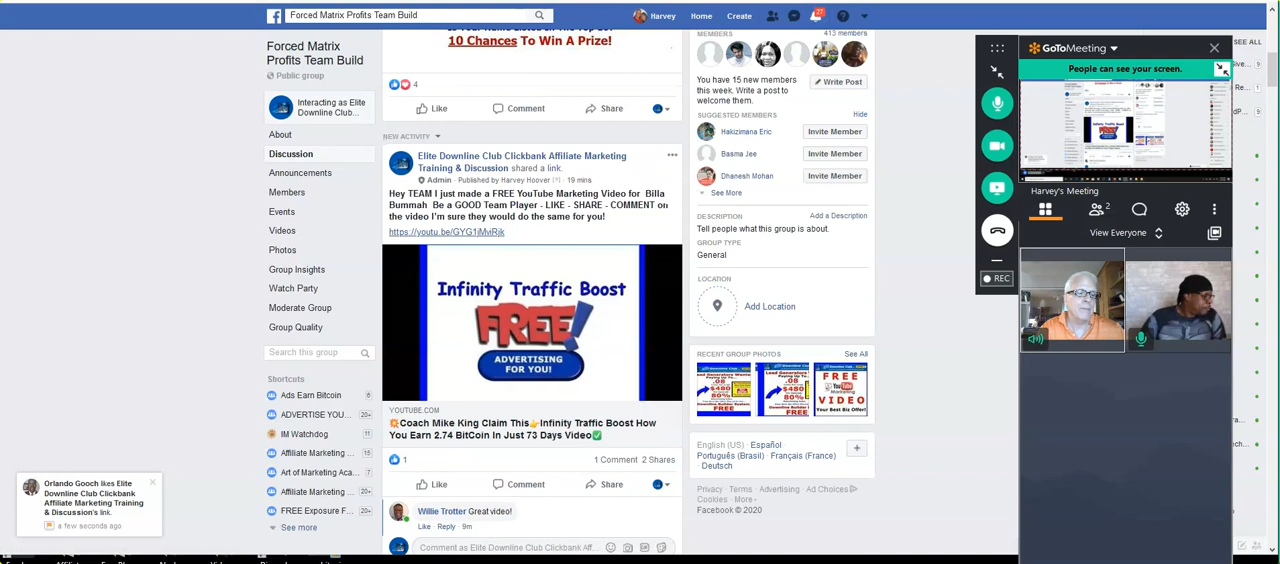 Forced Matrix Profits Team Build
Harvey
Home
Create
27
Forced Matrix
Profits Team Build
Public group
Interacting as Elite
Downline Club...
About
Discussion
Announcements
Members
Events
Videos
Photos
Group Insights
Watch Party
Moderate Group
Group Quality
Search this group
Shortcuts
Ads Earn Bitcoin 6
ADVERTISE YOU... 20+
IM Watchdog 11
Affiliate Marketing ... 15
Art of Marketing Aca... 7
Affiliate Marketing ... 20+
FREE Exposure F... 20+
See more
Orlando Gooch likes Elite
Downline Club Clickbank
Affiliate Marketing Training
& Discussion's link.
a few seconds ago
10 Chances To Win A Prize!
4
Like
Comment
Share
NEW ACTIVITY
Elite Downline Club Clickbank Affiliate Marketing
Training & Discussion shared a link.
Admin · Published by Harvey Hoover [?] · 19 mins
Hey TEAM I just made a FREE YouTube Marketing Video for Billa
Bummah Be a GOOD Team Player - LIKE - SHARE - COMMENT on
the video I'm sure they would do the same for you!
https://youtu.be/GYG1jMviRjk
Infinity Traffic Boost
FREE!
ADVERTISING
FOR YOU!
YOUTUBE.COM
Coach Mike King Claim This Infinity Traffic Boost How
You Earn 2.74 BitCoin In Just 73 Days Video
1
1 Comment 2 Shares
Like
Comment
Share
Willie Trotter Great video!
Like · Reply · 9m
Comment as Elite Downline Club Clickbank Aff...
MEMBERS
413 members
You have 15 new members
this week. Write a post to
welcome them.
Write Post
SUGGESTED MEMBERS
Hide
Hakizimana Eric
Invite Member
Basma Jee
Invite Member
Dhanesh Mohan
Invite Member
See More
DESCRIPTION
Add a Description
Tell people what this group is about.
GROUP TYPE
General
LOCATION
Add Location
RECENT GROUP PHOTOS
See All
English (US) · Español ·
Português (Brasil) · Français (France)
· Deutsch
Privacy · Terms · Advertising · Ad Choices
Cookies · More
Facebook © 2020
GoToMeeting
People can see your screen.
Harvey's Meeting
2
View Everyone
REC
SEE ALL